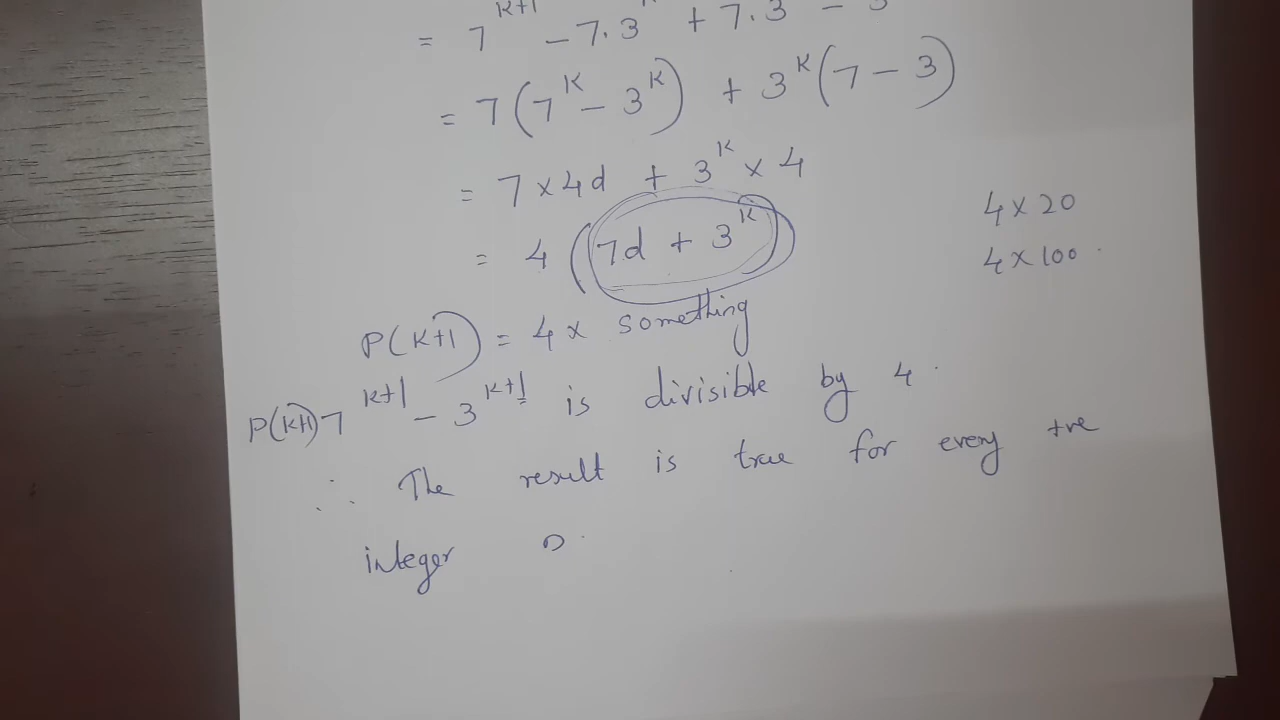 = 7^{k+1} - 7.3^k + 7.3 - 3
= 7(7^k - 3^k) + 3^k(7 - 3)
= 7 × 4d + 3^k × 4
= 4 (7d + 3^k)
4 × 20
4 × 100
P(k+1) = 4 × something
P(k+1) 7^{k+1} - 3^{k+1} is divisible by 4.
∴ The result is true for every +ve
integer n.